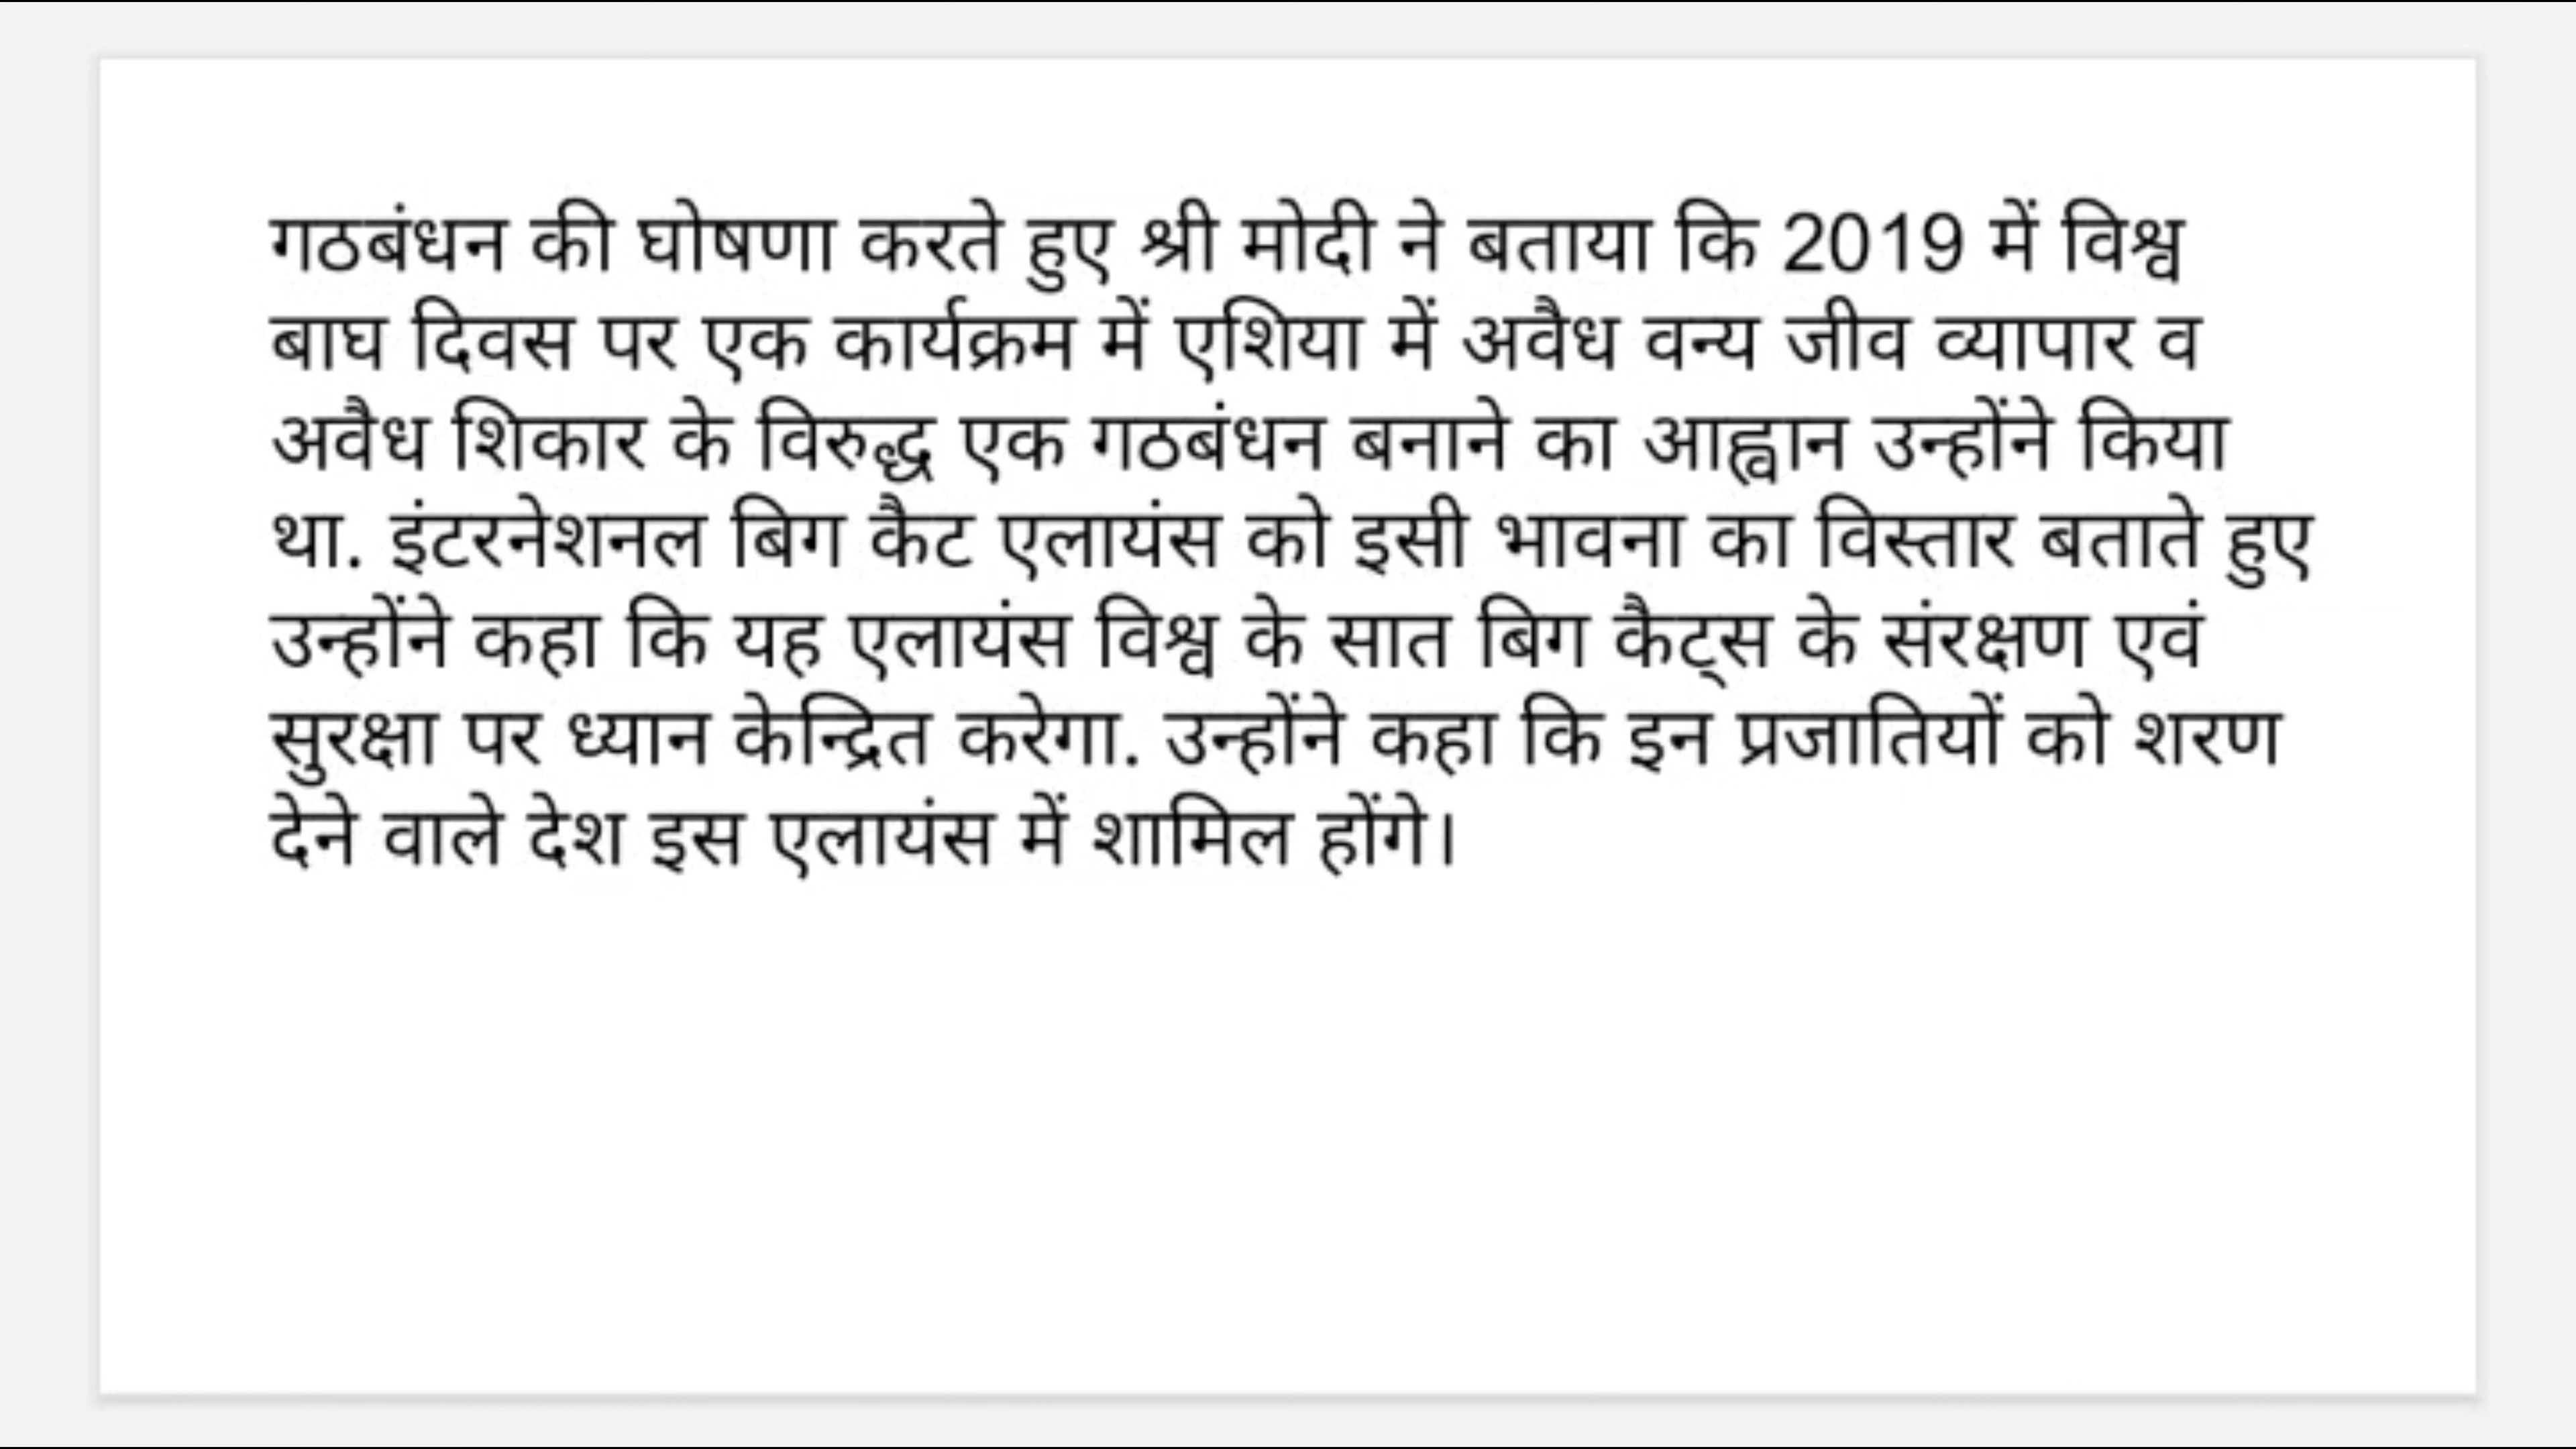 गठबंधन की घोषणा करते हुए श्री मोदी ने बताया कि 2019 में विश्व
बाघ दिवस पर एक कार्यक्रम में एशिया में अवैध वन्य जीव व्यापार व
अवैध शिकार के विरुद्ध एक गठबंधन बनाने का आह्वान उन्होंने किया
था. इंटरनेशनल बिग कैट एलायंस को इसी भावना का विस्तार बताते हुए
उन्होंने कहा कि यह एलायंस विश्व के सात बिग कैट्स के संरक्षण एवं
सुरक्षा पर ध्यान केन्द्रित करेगा. उन्होंने कहा कि इन प्रजातियों को शरण
देने वाले देश इस एलायंस में शामिल होंगे।